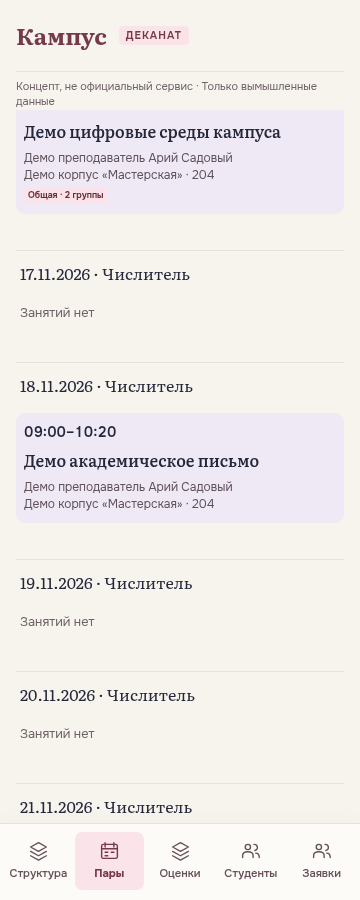 Кампус ДЕКАНАТ
Концепт, не официальный сервис · Только вымышленные
данные
Демо цифровые среды кампуса
Демо преподаватель Арий Садовый
Демо корпус «Мастерская» · 204
Общая · 2 группы
17.11.2026 · Числитель
Занятий нет
18.11.2026 · Числитель
09:00–10:20
Демо академическое письмо
Демо преподаватель Арий Садовый
Демо корпус «Мастерская» · 204
19.11.2026 · Числитель
Занятий нет
20.11.2026 · Числитель
Занятий нет
21.11.2026 · Числитель
Структура Пары Оценки Студенты Заявки